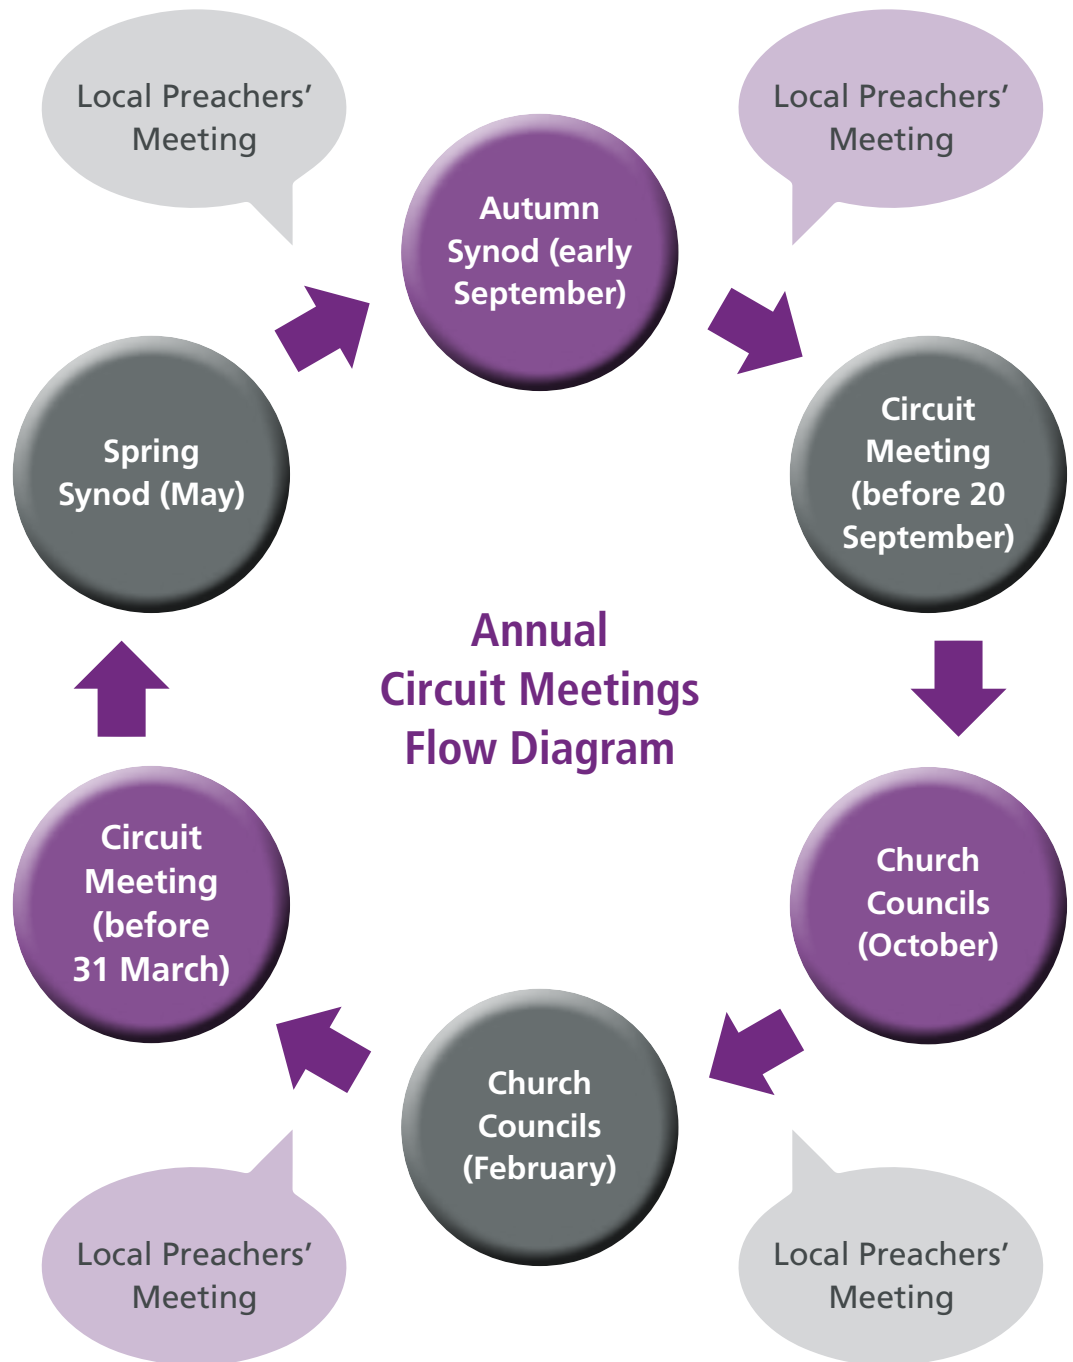 Local Preachers’
Meeting
Local Preachers’
Meeting
Autumn
Synod (early
September)
Circuit
Meeting
(before 20
September)
Spring
Synod (May)
Annual
Circuit Meetings
Flow Diagram
Circuit
Meeting
(before
31 March)
Church
Councils
(October)
Church
Councils
(February)
Local Preachers’
Meeting
Local Preachers’
Meeting